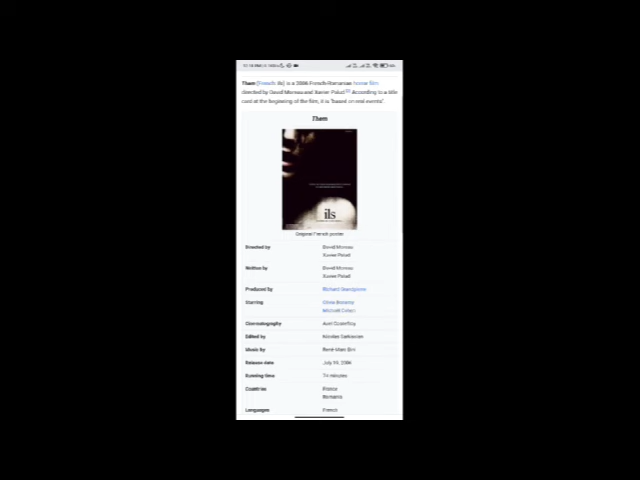 Them (French: Ils) is a 2006 French-Romanian horror film
directed by David Moreau and Xavier Palud. According to a title
card at the beginning of the film, it is "based on real events".
Them
ils
Original French poster
Directed by
David Moreau
Xavier Palud
Written by
David Moreau
Xavier Palud
Produced by
Richard Grandpierre
Starring
Olivia Bonamy
Michaël Cohen
Cinematography
Axel Cosnefroy
Edited by
Nicolas Sarkissian
Music by
René-Marc Bini
Release date
July 19, 2006
Running time
74 minutes
Countries
France
Romania
Languages
French